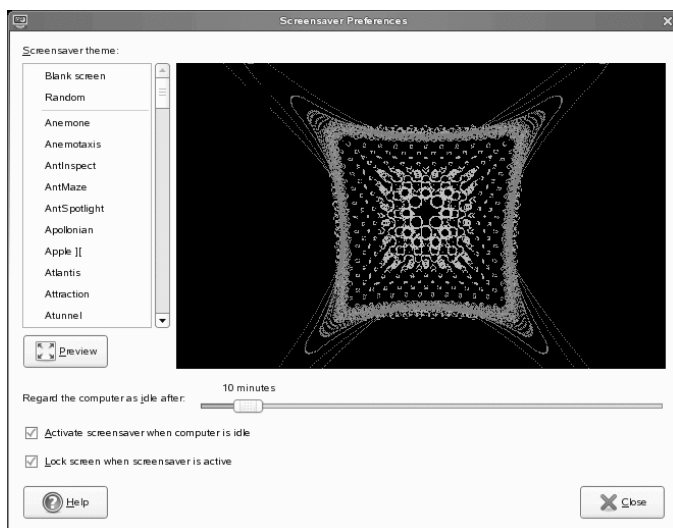 Screensaver Preferences
Screensaver theme:
Blank screen
Random
Anemone
Anemotaxis
AntInspect
AntMaze
AntSpotlight
Apollonian
Apple ][
Atlantis
Attraction
Atunnel
Preview
10 minutes
Regard the computer as idle after:
Activate screensaver when computer is idle
Lock screen when screensaver is active
Help
Close